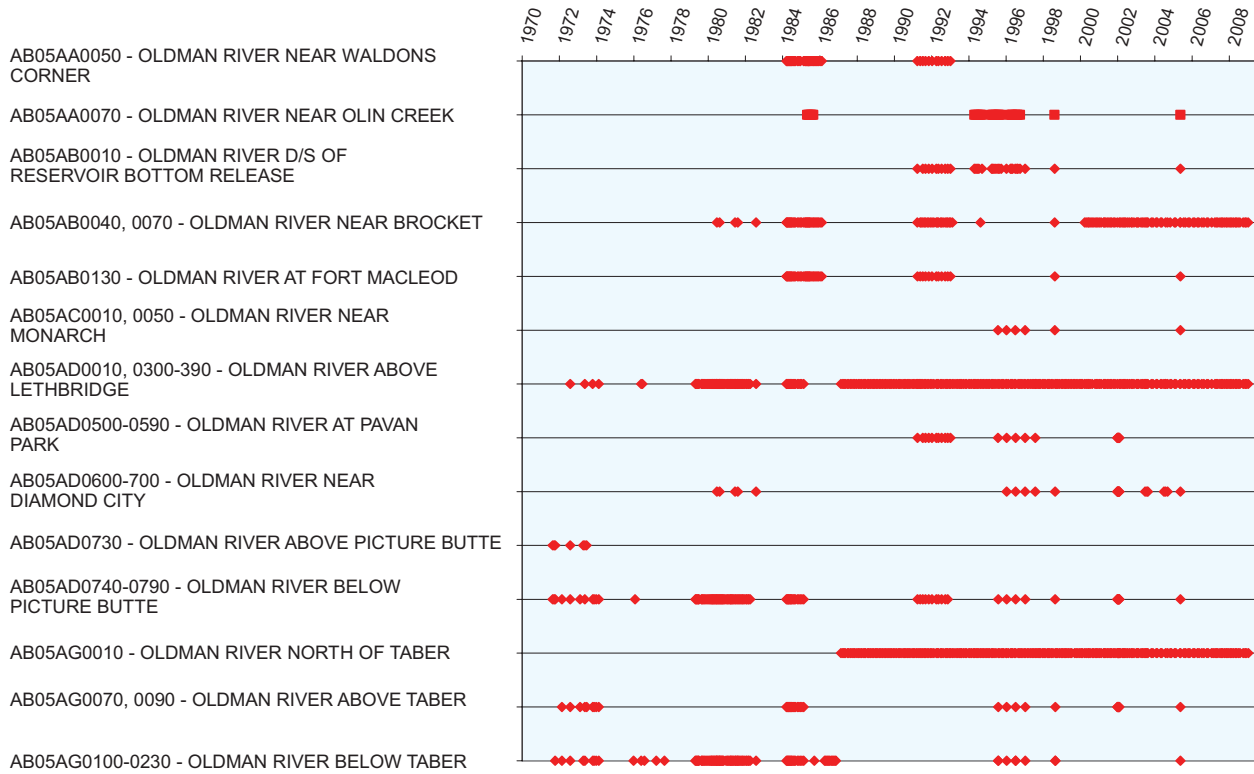 1970 1972 1974 1976 1978 1980 1982 1984 1986 1988 1990 1992 1994 1996 1998 2000 2002 2004 2006 2008
AB05AA0050 - OLDMAN RIVER NEAR WALDONS
CORNER
AB05AA0070 - OLDMAN RIVER NEAR OLIN CREEK
AB05AB0010 - OLDMAN RIVER D/S OF
RESERVOIR BOTTOM RELEASE
AB05AB0040, 0070 - OLDMAN RIVER NEAR BROCKET
AB05AB0130 - OLDMAN RIVER AT FORT MACLEOD
AB05AC0010, 0050 - OLDMAN RIVER NEAR
MONARCH
AB05AD0010, 0300-390 - OLDMAN RIVER ABOVE
LETHBRIDGE
AB05AD0500-0590 - OLDMAN RIVER AT PAVAN
PARK
AB05AD0600-700 - OLDMAN RIVER NEAR
DIAMOND CITY
AB05AD0730 - OLDMAN RIVER ABOVE PICTURE BUTTE
AB05AD0740-0790 - OLDMAN RIVER BELOW
PICTURE BUTTE
AB05AG0010 - OLDMAN RIVER NORTH OF TABER
AB05AG0070, 0090 - OLDMAN RIVER ABOVE TABER
AB05AG0100-0230 - OLDMAN RIVER BELOW TABER